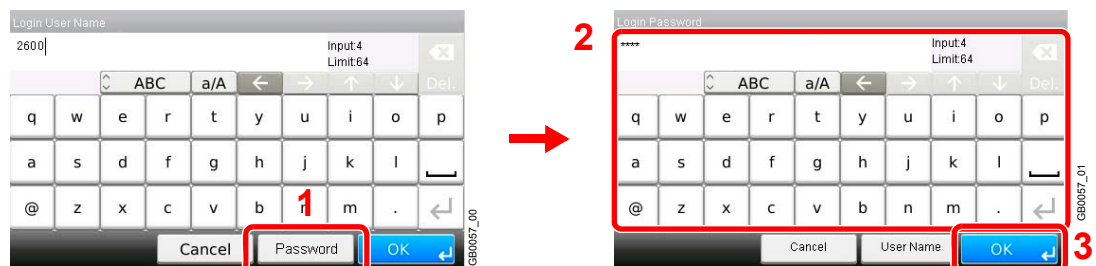 Login User Name
2600
Input:4
Limit:64
ABC a/A Del.
q w e r t y u i o p
a s d f g h j k l
@ z x c v b n m .
1
Cancel Password OK
GB0057_00
2
Login Password
****
Input:4
Limit:64
ABC a/A Del.
q w e r t y u i o p
a s d f g h j k l
@ z x c v b n m .
Cancel User Name OK
3
GB0057_01